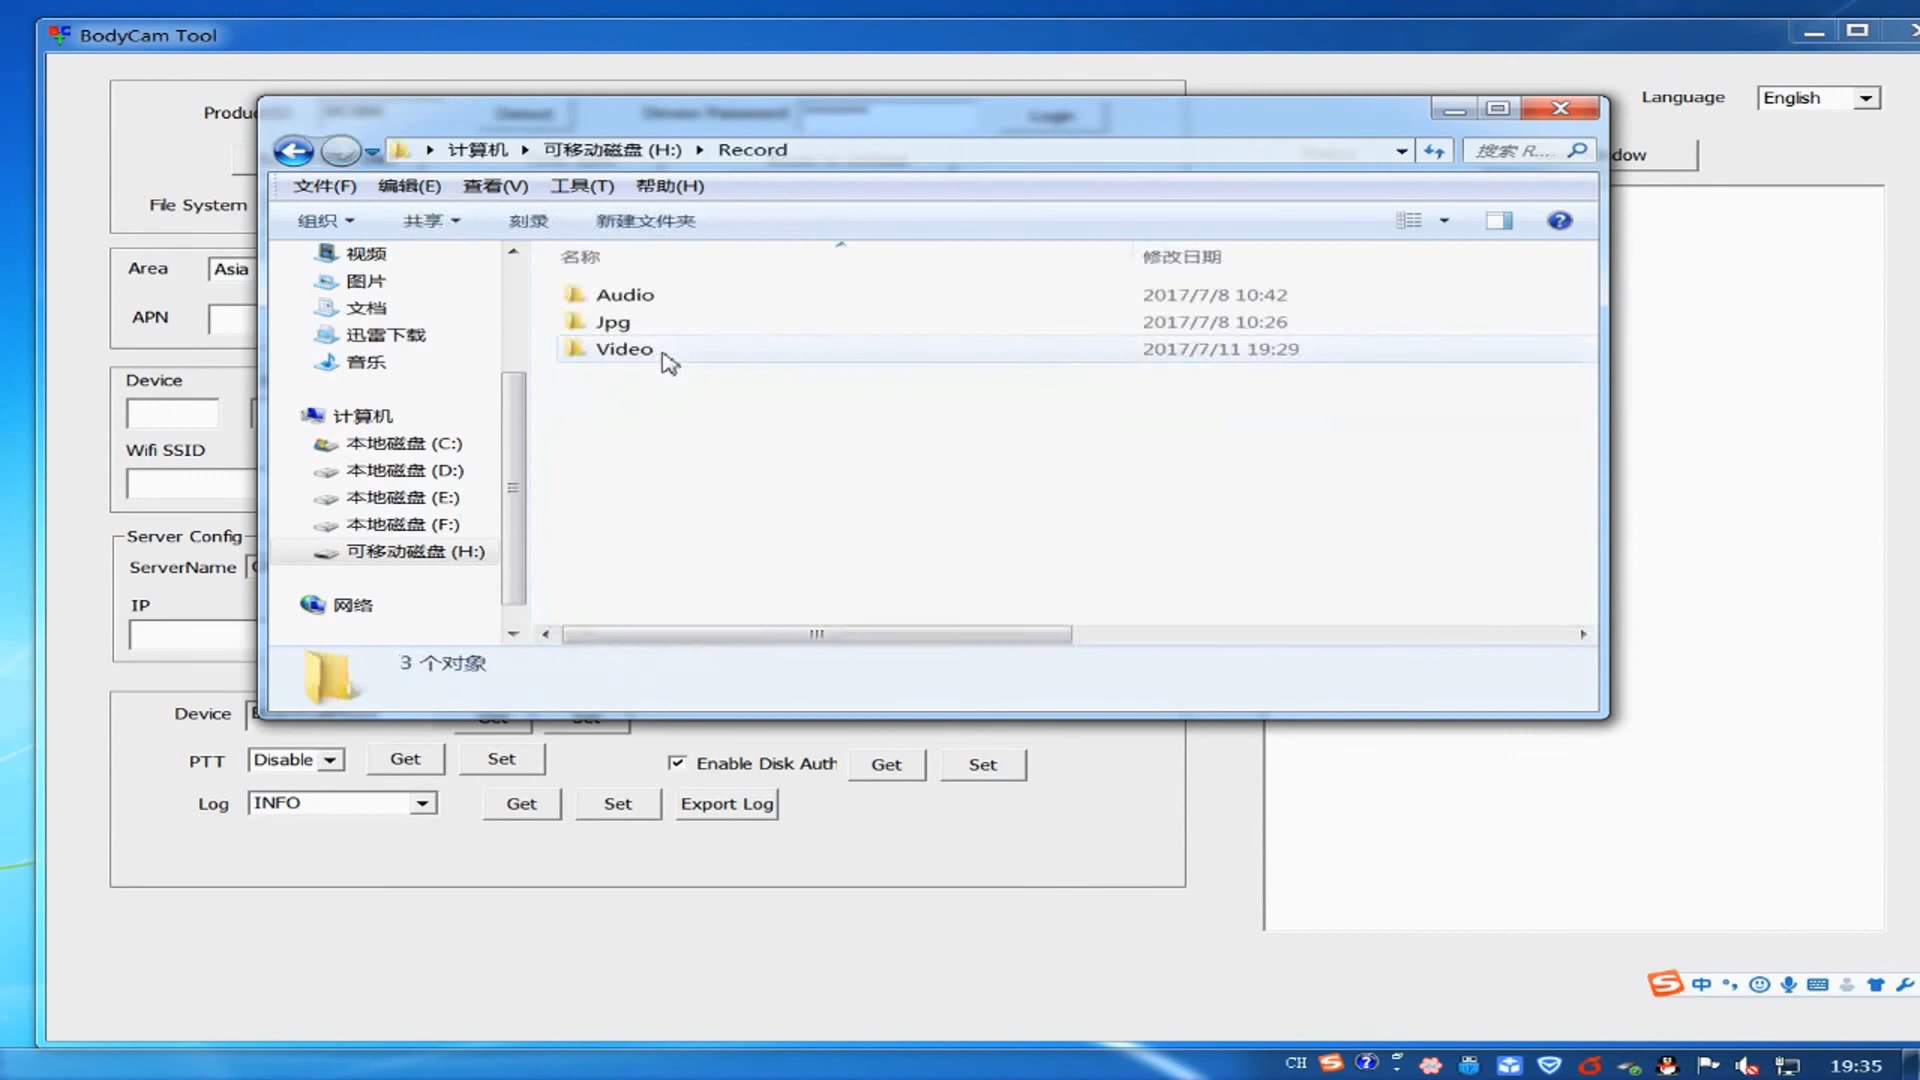 BodyCam Tool
Language English
计算机 可移动磁盘 (H:) Record
搜索 R...
dow
文件(F) 编辑(E) 查看(V) 工具(T) 帮助(H)
组织 共享 刻录 新建文件夹
File System
Area Asia
APN
Device
Wifi SSID
Server Config
ServerName
IP
视频
图片
文档
迅雷下载
音乐
计算机
本地磁盘 (C:)
本地磁盘 (D:)
本地磁盘 (E:)
本地磁盘 (F:)
可移动磁盘 (H:)
网络
名称 修改日期
Audio 2017/7/8 10:42
Jpg 2017/7/8 10:26
Video 2017/7/11 19:29
3 个对象
Device
PTT Disable Get Set Enable Disk Auth Get Set
Log INFO Get Set Export Log
中
CH 19:35